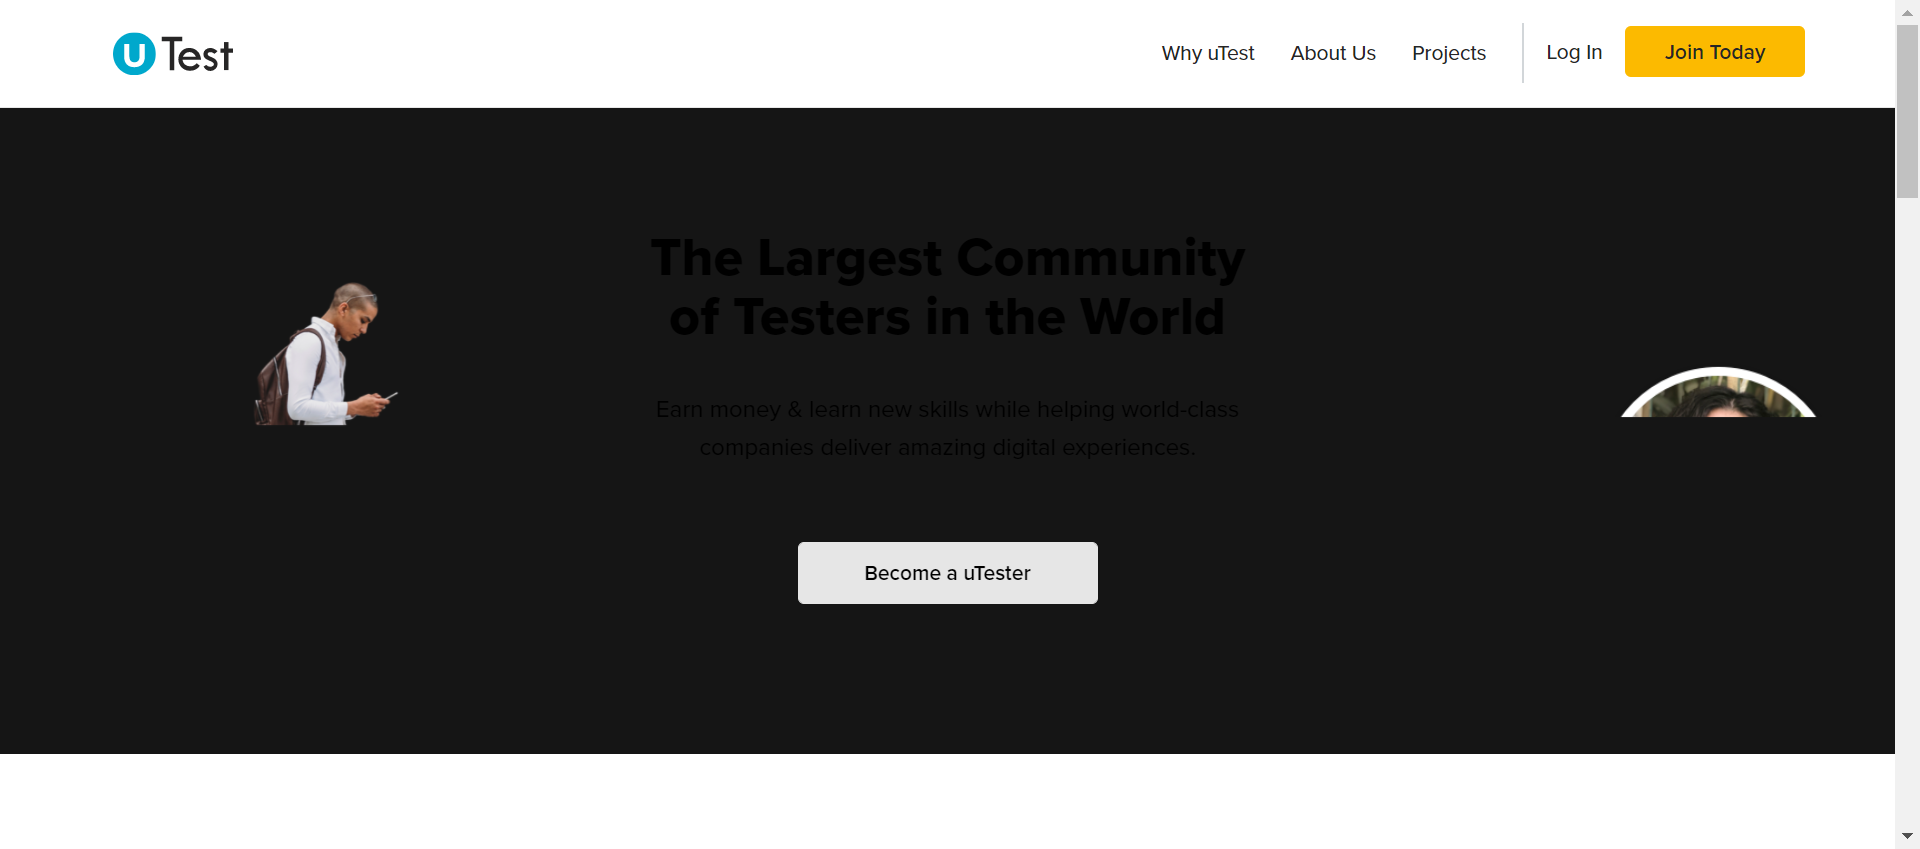 uTest
Why uTest
About Us
Projects
Log In
Join Today
The Largest Community
of Testers in the World
Earn money & learn new skills while helping world-class
companies deliver amazing digital experiences.
Become a uTester